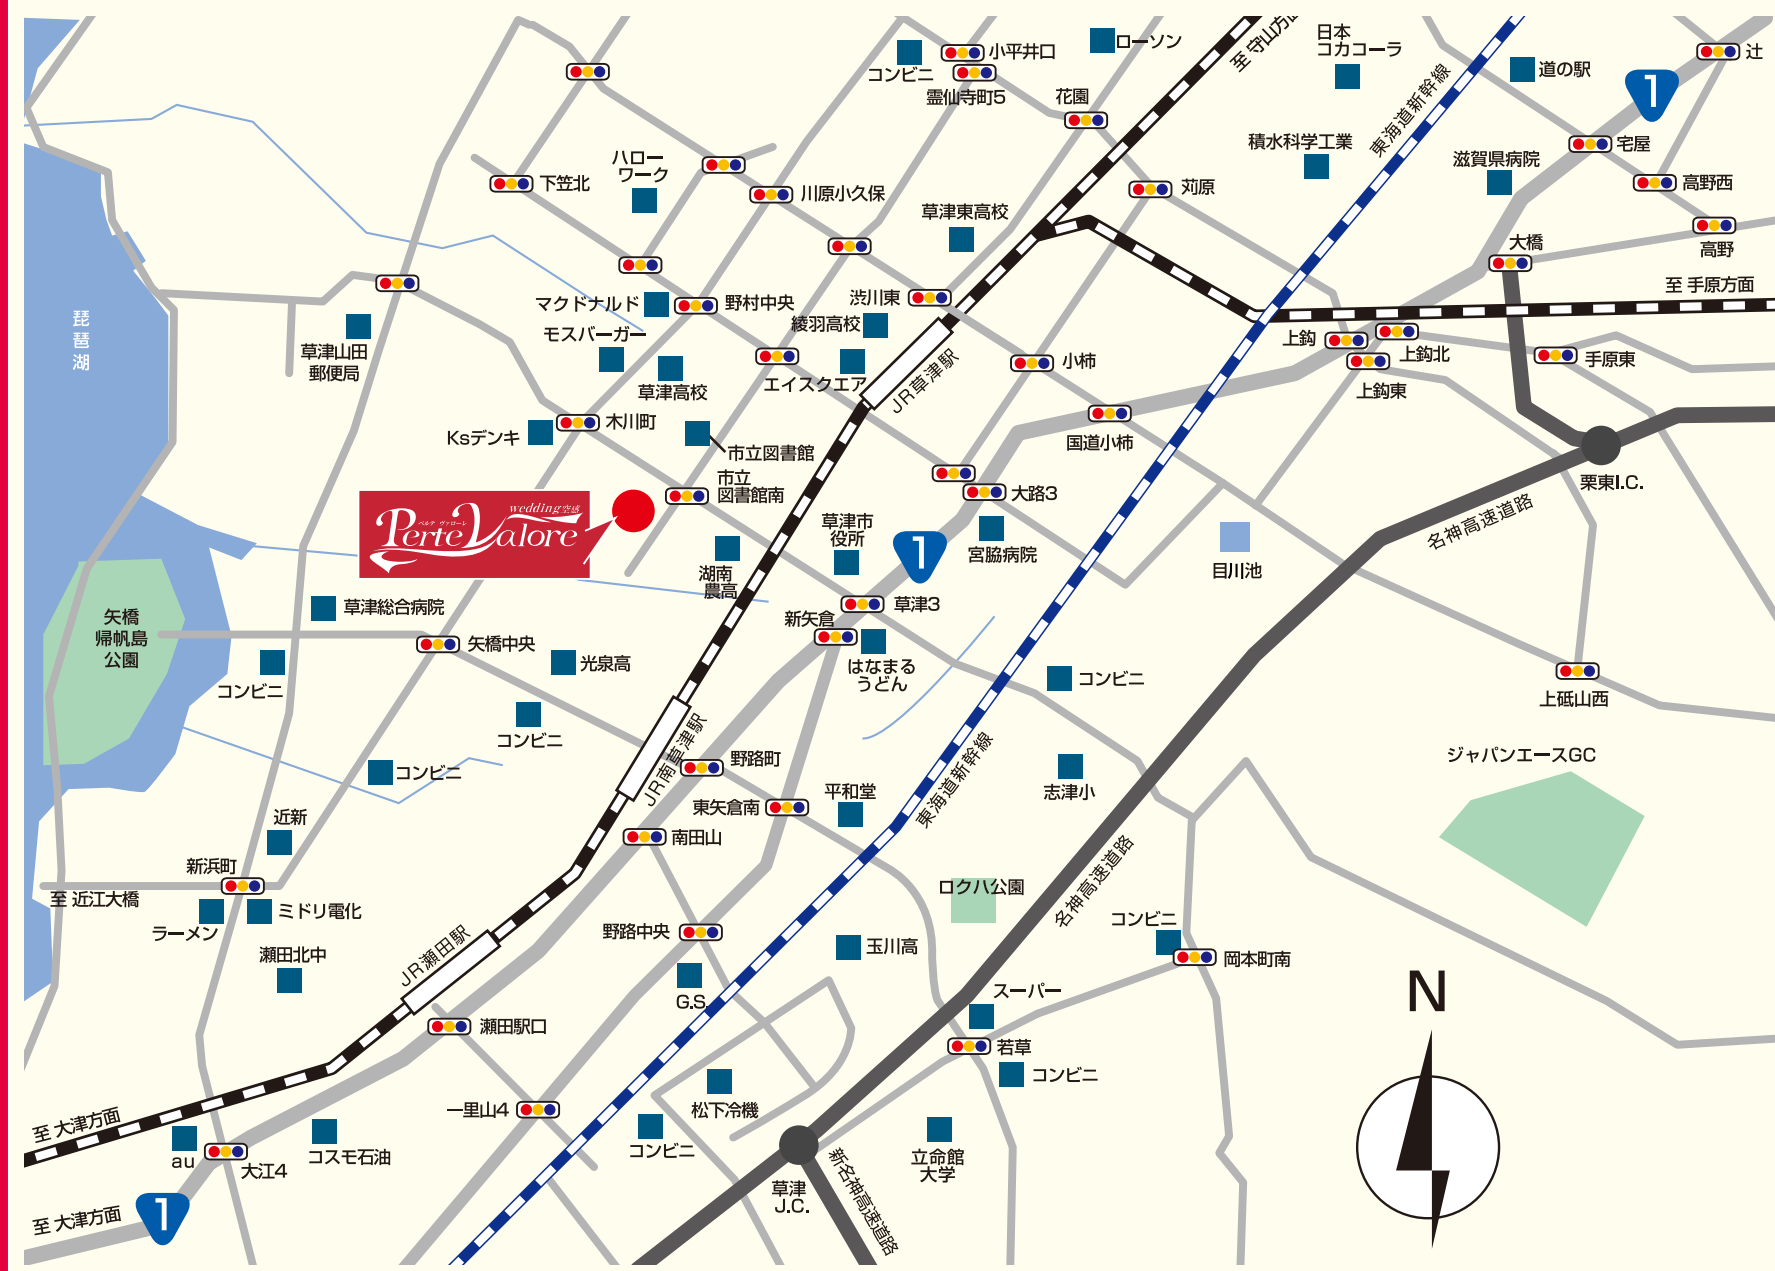 日本
コカコーラ
ローソン
小平井口
コンビニ
霊仙寺町5
花園
至 守山方面
東海道新幹線
道の駅
辻
1
宅屋
積水科学工業
滋賀県病院
高野西
高野
ハロー
ワーク
下笠北
川原小久保
草津東高校
苅原
大橋
至 手原方面
琵琶湖
マクドナルド
野村中央
渋川東
綾羽高校
モスバーガー
草津山田
郵便局
草津高校
エイスクエア
JR草津駅
小柿
上鈎
上鈎北
上鈎東
手原東
Ksデンキ
木川町
市立図書館
市立
図書館南
国道小柿
栗東I.C.
名神高速道路
wedding空感
ペルテ ヴァローレ
PerteValore
大路3
草津市
役所
1
宮脇病院
目川池
湖南
農高
矢橋
帰帆島
公園
草津総合病院
草津3
新矢倉
はなまる
うどん
矢橋中央
光泉高
コンビニ
コンビニ
上砥山西
コンビニ
JR南草津駅
野路町
東海道新幹線
ジャパンエースGC
コンビニ
平和堂
志津小
東矢倉南
近新
南田山
新浜町
名神高速道路
至 近江大橋
ミドリ電化
ラーメン
ロクハ公園
コンビニ
JR瀬田駅
野路中央
玉川高
瀬田北中
岡本町南
G.S.
スーパー
N
瀬田駅口
若草
コンビニ
一里山4
松下冷機
至 大津方面
au
大江4
コスモ石油
コンビニ
立命館
大学
草津
J.C.
新名神高速道路
至 大津方面
1